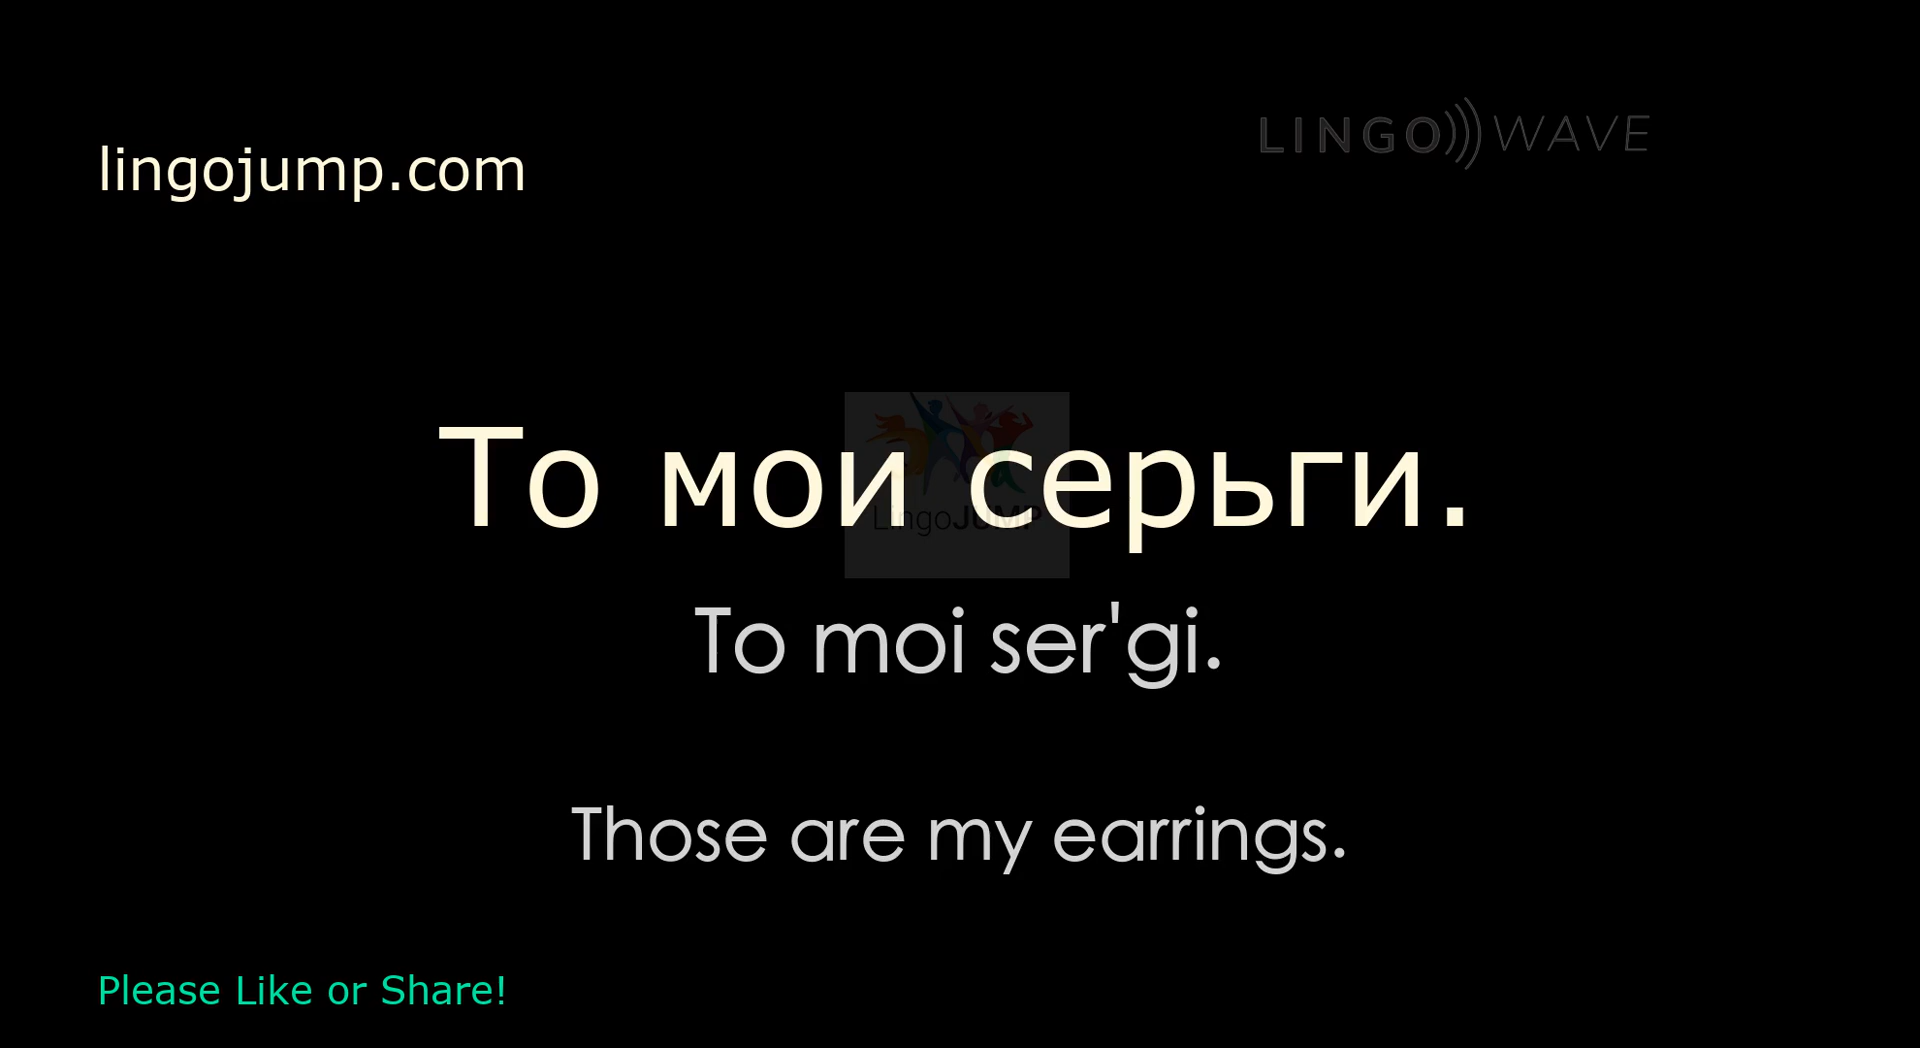 LINGO WAVE
lingojump.com
То мои серьги.
LingoJUMP
To moi ser'gi.
Those are my earrings.
Please Like or Share!